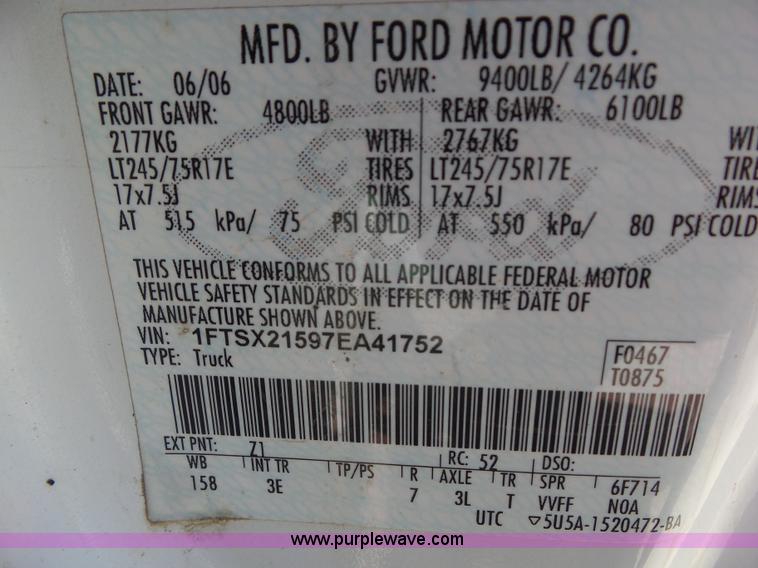 MFD. BY FORD MOTOR CO.
DATE: 06/06 GVWR: 9400LB/ 4264KG
FRONT GAWR: 4800LB REAR GAWR: 6100LB
2177KG WITH 2767KG WI
LT245/75R17E TIRES LT245/75R17E TIRE
17x7.5J RIMS 17x7.5J RIMS
AT 515 kPa/ 75 PSI COLD AT 550 kPa/ 80 PSI COLD
THIS VEHICLE CONFORMS TO ALL APPLICABLE FEDERAL MOTOR
VEHICLE SAFETY STANDARDS IN EFFECT ON THE DATE OF
MANUFACTURE SHOWN ABOVE.
VIN: 1FTSX21597EA41752
TYPE: Truck
F0467
T0875
EXT PNT: Z1 RC: 52 DSO:
WB INT TR TP/PS R AXLE TR SPR 6F714
158 3E 7 3L T VVFF N0A
UTC ▽5U5A-1520472-BA
Ford
www.purplewave.com